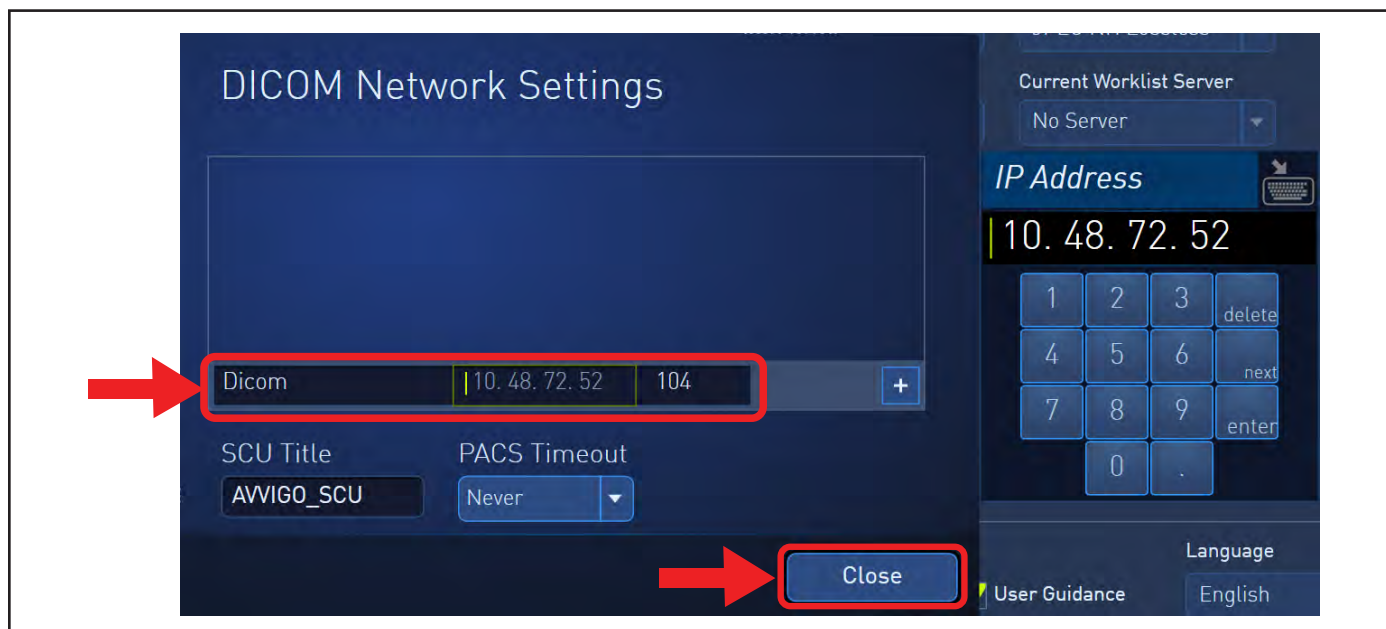 DICOM Network Settings
Dicom 10. 48. 72. 52 104 +
SCU Title PACS Timeout
AVVIGO_SCU Never
Close
Current Worklist Server
No Server
IP Address
10. 48. 72. 52
1 2 3 delete
4 5 6 next
7 8 9 enter
0 .
Language
User Guidance English